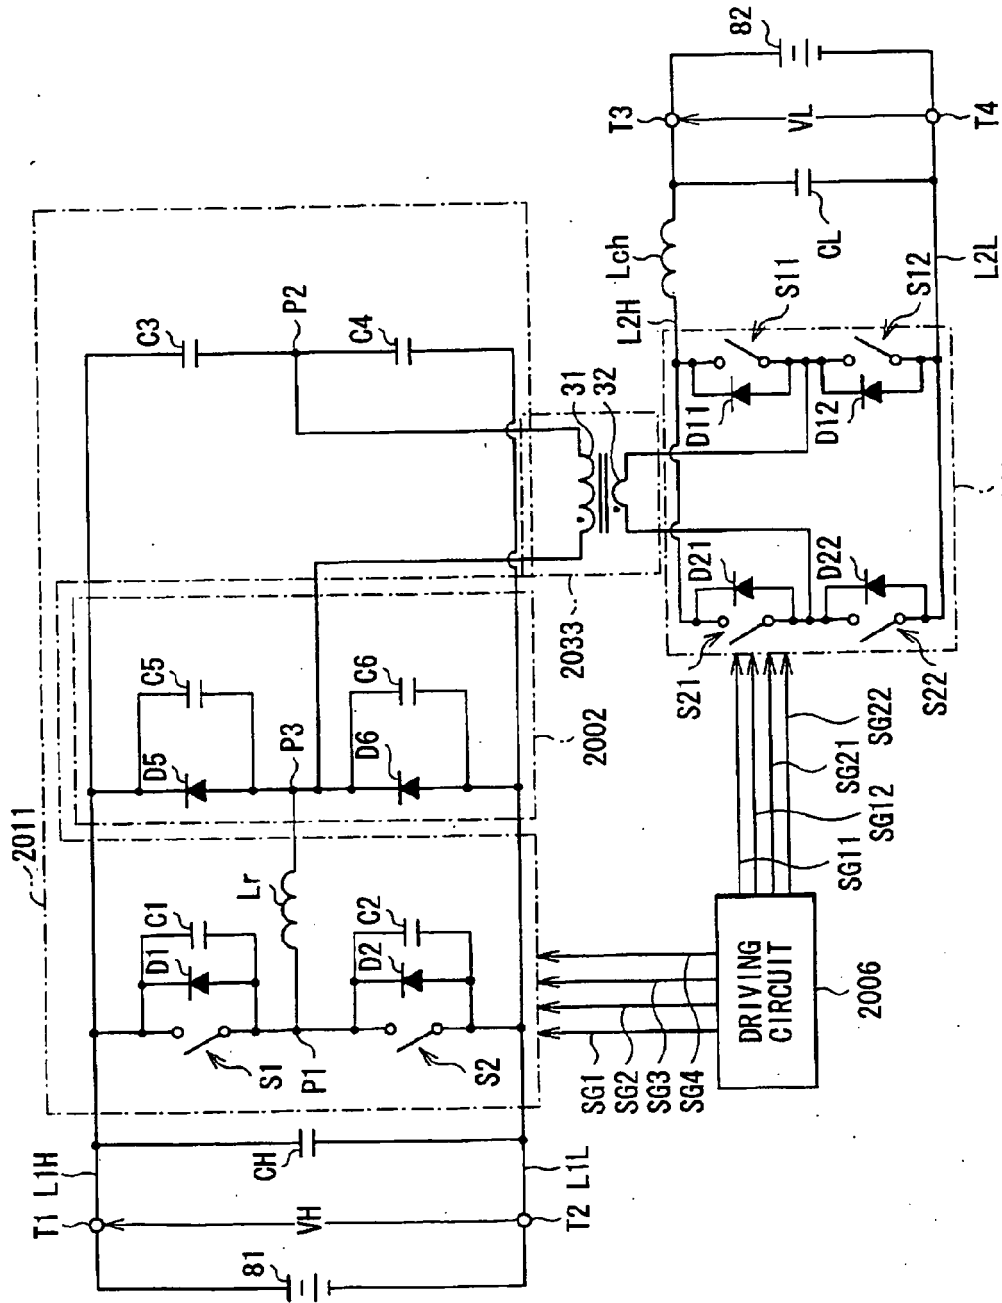 2011
T1
L1H
81
VH
CH
T2
L1L
S1
D1
C1
P1
Lr
S2
D2
C2
D5
C5
P3
D6
C6
2002
2033
C3
P2
C4
31
32
SG1
SG2
SG3
SG4
DRIVING
CIRCUIT
2006
SG11
SG12
SG21
SG22
S21
D21
S22
D22
D11
S11
D12
S12
L2H
Lch
CL
L2L
T3
VL
T4
82